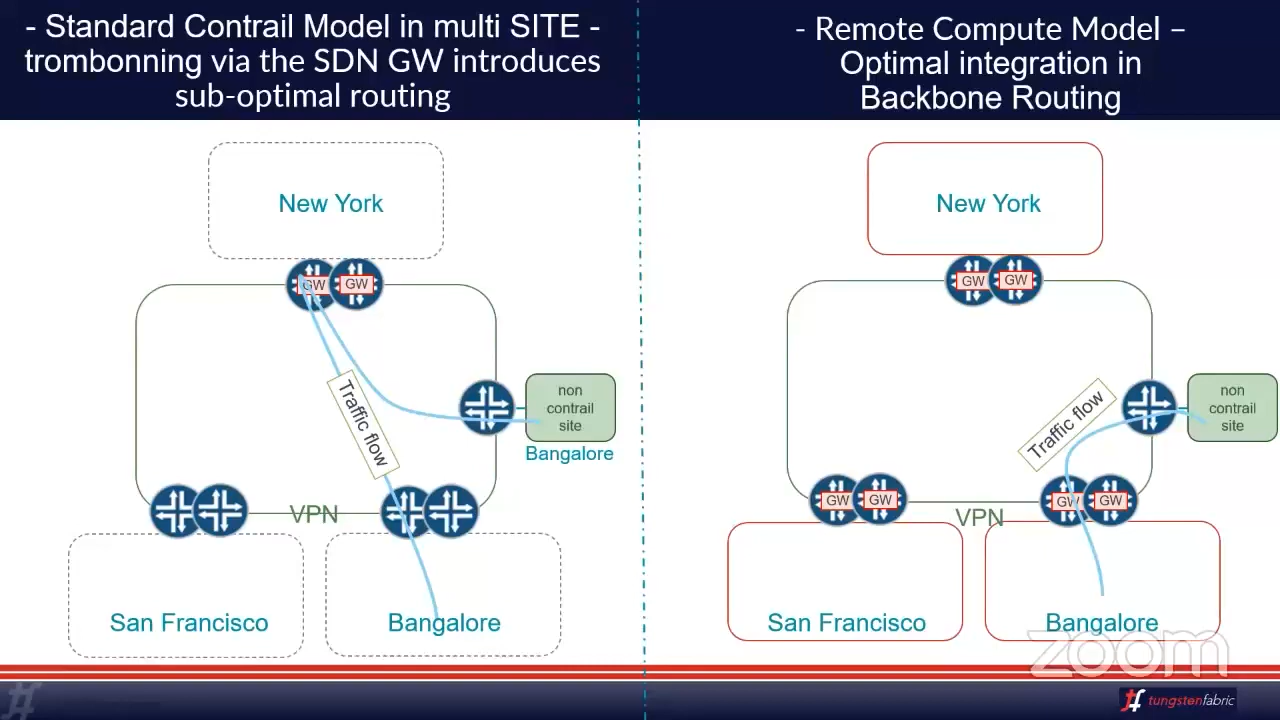 - Standard Contrail Model in multi SITE -
trombonning via the SDN GW introduces
sub-optimal routing
New York
GW
GW
Traffic flow
non
contrail
site
Bangalore
VPN
San Francisco
Bangalore
- Remote Compute Model –
Optimal integration in
Backbone Routing
New York
GW
GW
Traffic flow
non
contrail
site
GW
GW
GW
GW
VPN
San Francisco
Bangalore
zoom
tungstenfabric